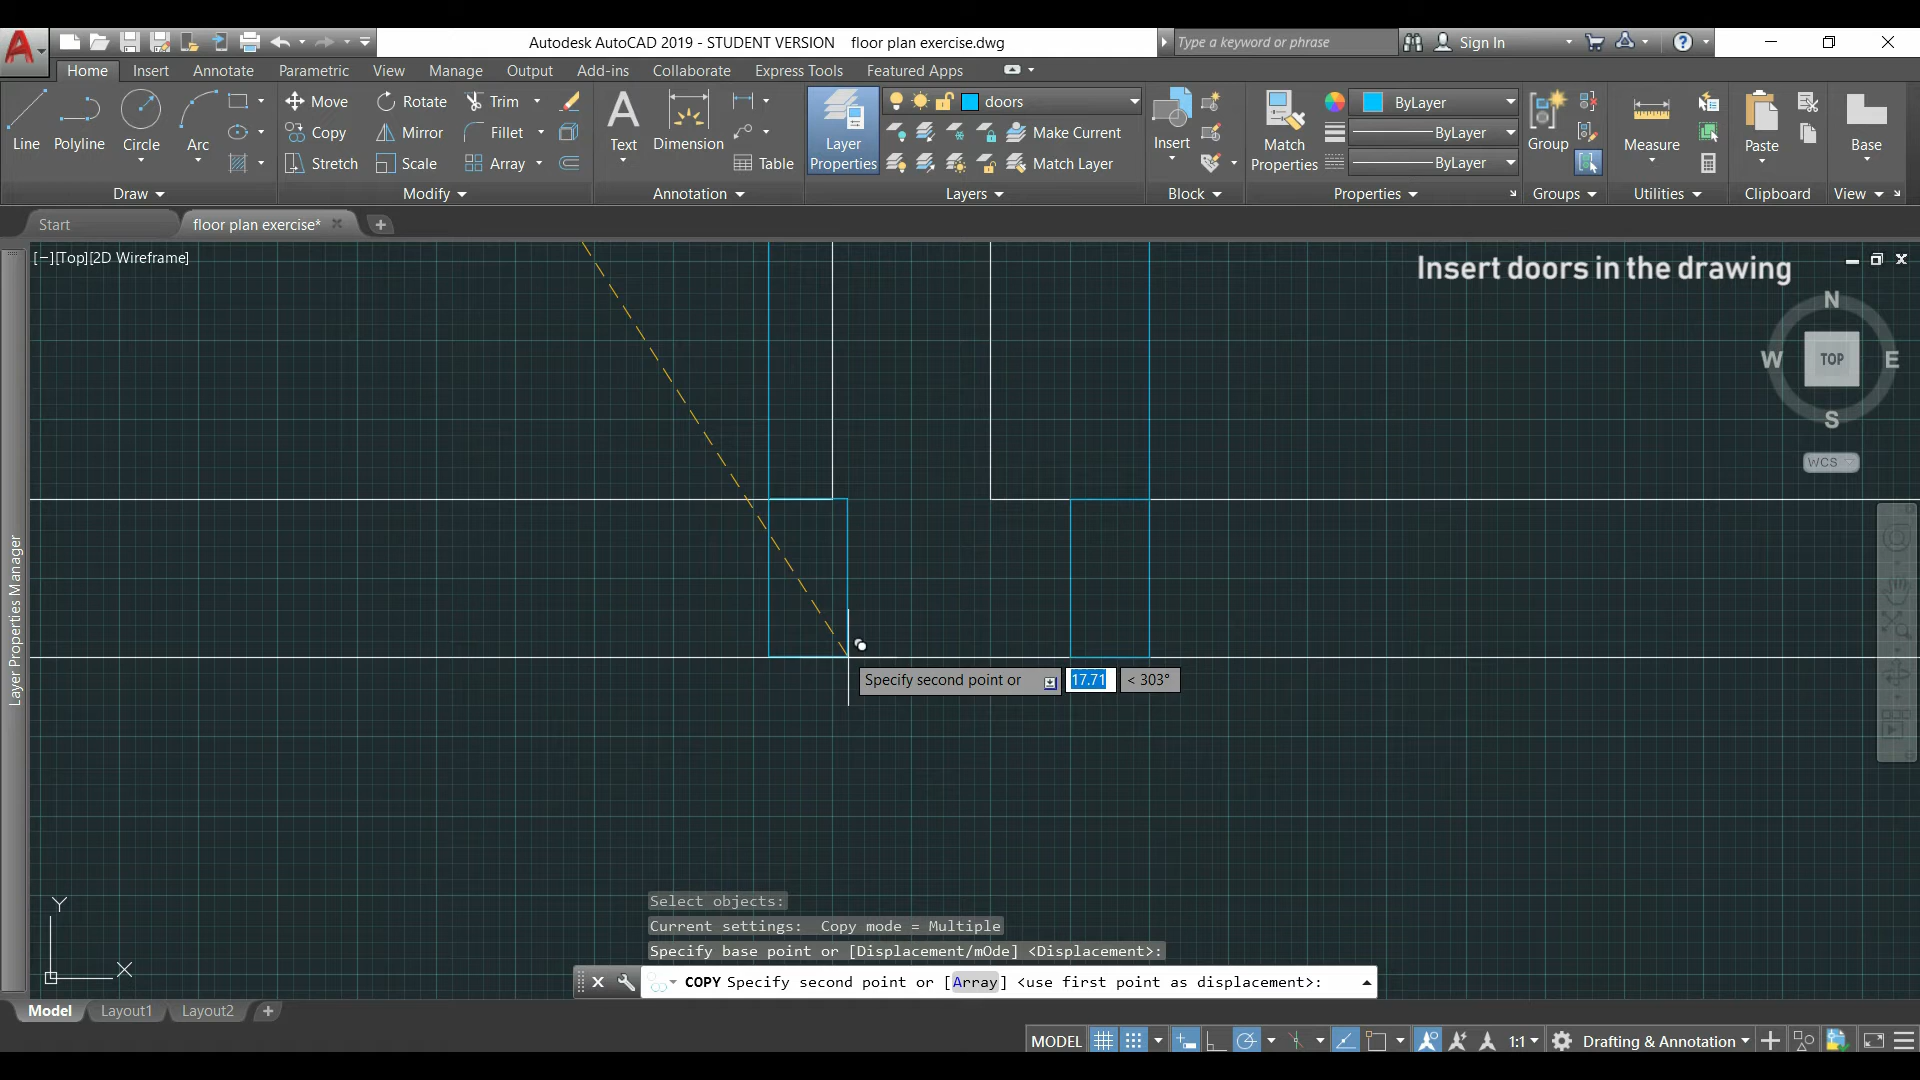 Autodesk AutoCAD 2019 - STUDENT VERSION floor plan exercise.dwg
Type a keyword or phrase
Sign In
Home Insert Annotate Parametric View Manage Output Add-ins Collaborate Express Tools Featured Apps
Line Polyline Circle Arc
Move Rotate Trim
Copy Mirror Fillet
Stretch Scale Array
Text Dimension Table
Layer Properties
doors
Make Current
Match Layer
Insert
Match Properties
ByLayer
ByLayer
ByLayer
Group
Measure
Paste
Base
Draw Modify Annotation Layers Block Properties Groups Utilities Clipboard View
Start floor plan exercise*
[−][Top][2D Wireframe]
Insert doors in the drawing
N
W TOP E
S
WCS
Layer Properties Manager
Specify second point or 17.71 < 303°
Select objects:
Current settings: Copy mode = Multiple
Specify base point or [Displacement/mOde] <Displacement>:
COPY Specify second point or [Array] <use first point as displacement>:
Y
X
Model Layout1 Layout2
MODEL 1:1 Drafting & Annotation